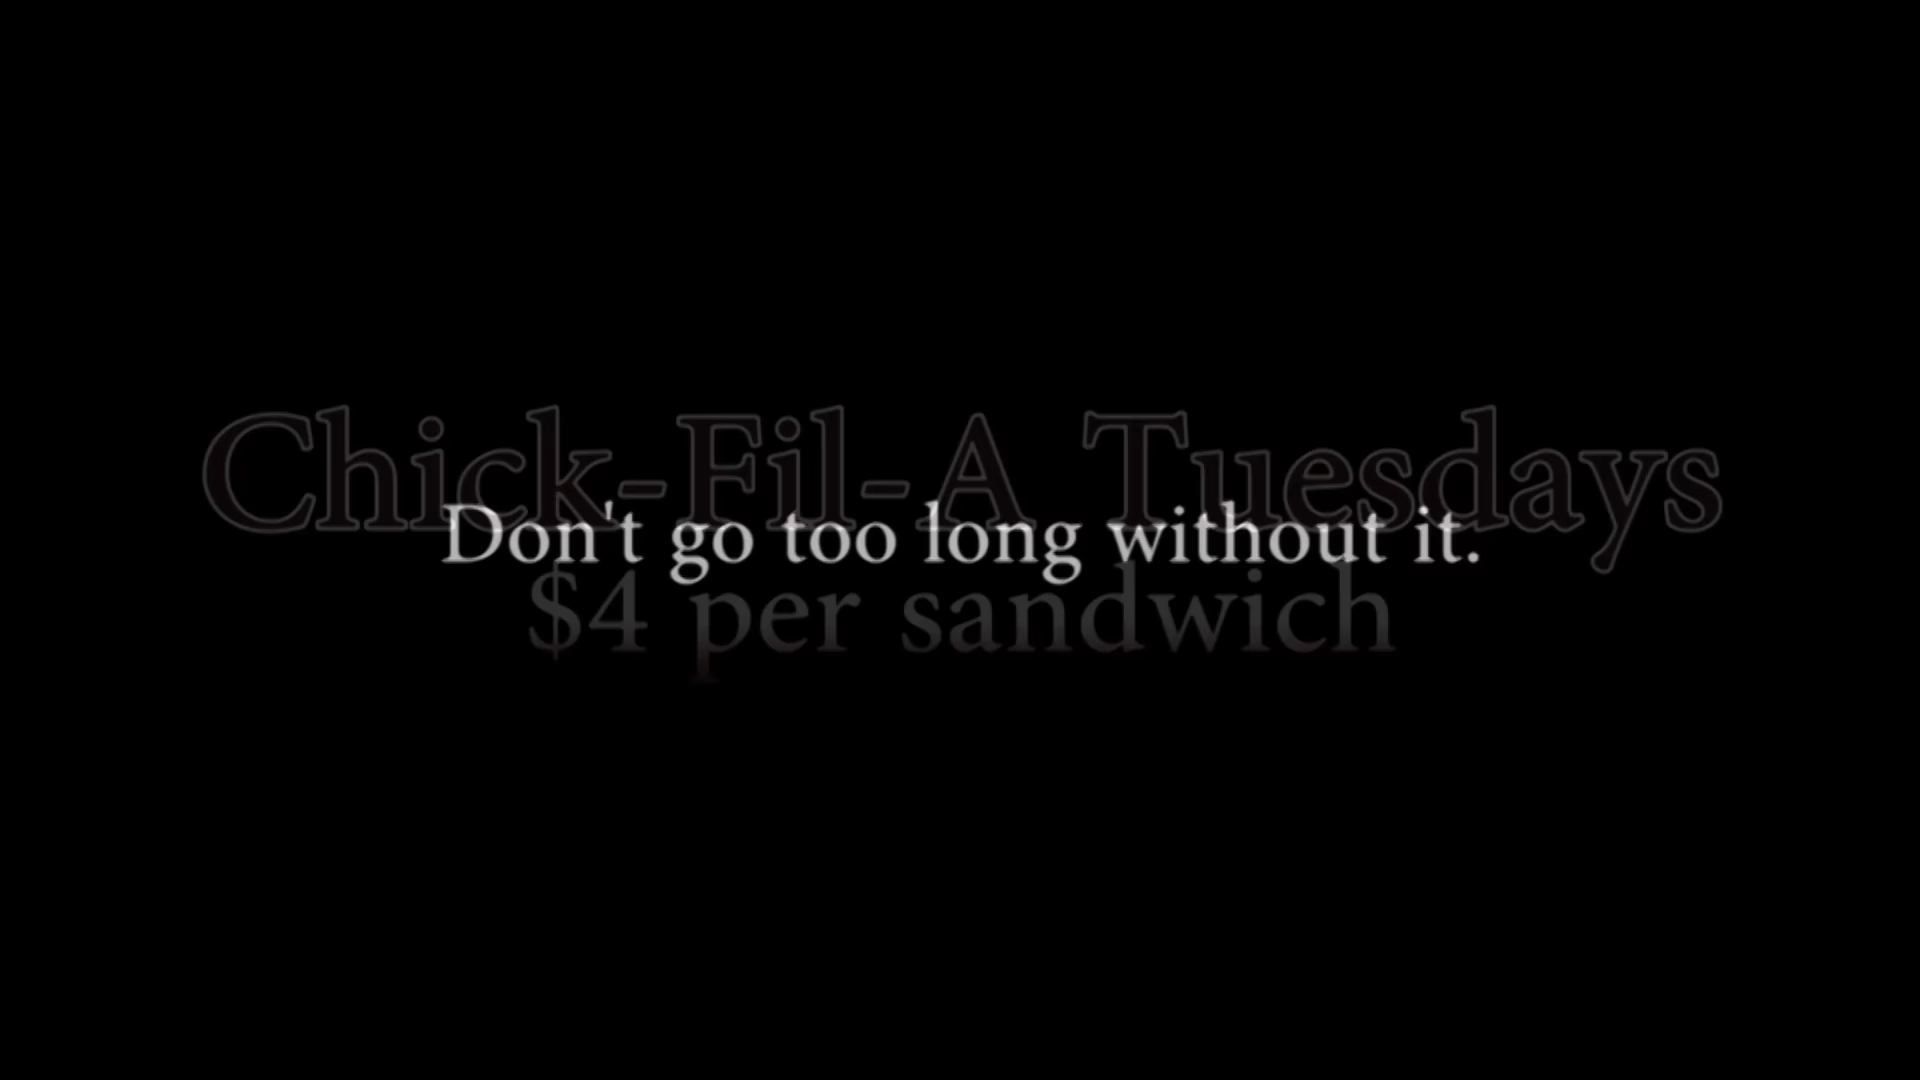 Chick-Fil-A Tuesdays
Don't go too long without it.
$4 per sandwich